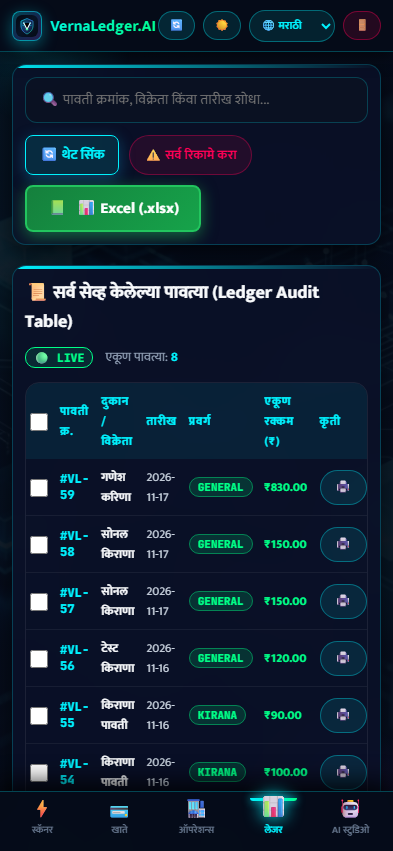 VernaLedger.AI
मराठी
पावती क्रमांक, विक्रेता किंवा तारीख शोधा...
थेट सिंक
सर्व रिकामे करा
Excel (.xlsx)
सर्व सेव्ह केलेल्या पावत्या (Ledger Audit
Table)
LIVE एकूण पावत्या: 8
पावती क्र. दुकान / विक्रेता तारीख प्रवर्ग एकूण रक्कम (₹) कृती
#VL-59 गणेश करिणा 2026-11-17 GENERAL ₹830.00
#VL-58 सोनल किराणा 2026-11-17 GENERAL ₹150.00
#VL-57 सोनल किराणा 2026-11-17 GENERAL ₹150.00
#VL-56 टेस्ट किराणा 2026-11-16 GENERAL ₹120.00
#VL-55 किराणा पावती 2026-11-16 KIRANA ₹90.00
#VL-54 किराणा पावती 2026-11-16 KIRANA ₹100.00
स्कॅनर खाते ऑपरेशन्स लेजर AI स्टुडिओ